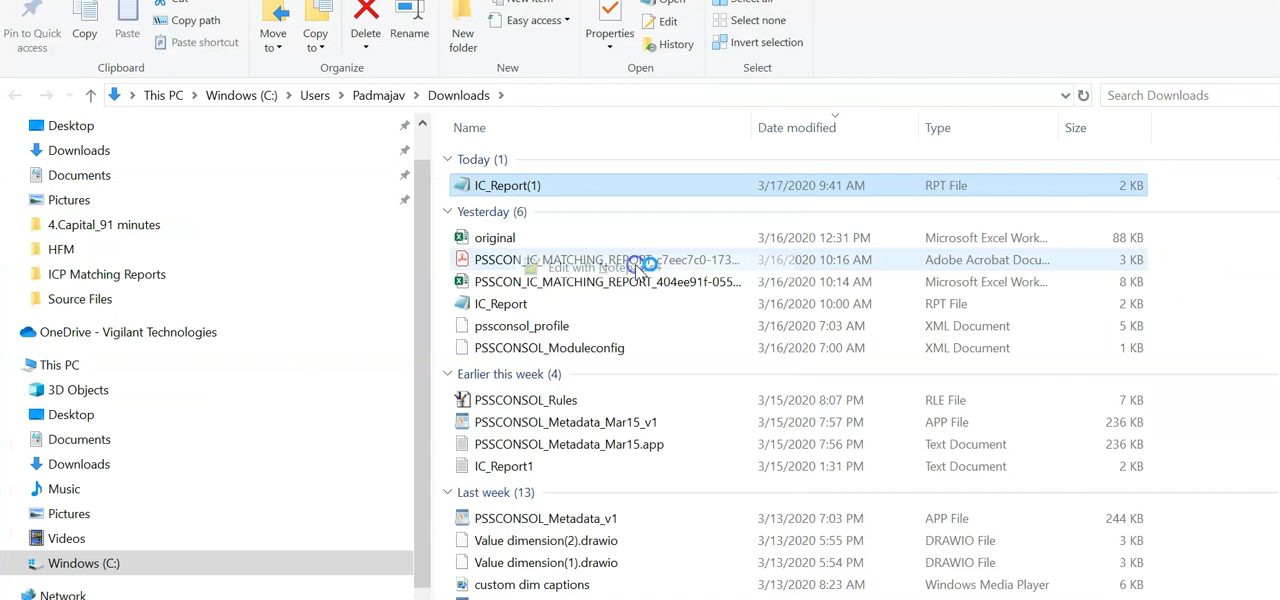 Cut
New item
Open
Select all
Pin to Quick access
Copy
Paste
Copy path
Paste shortcut
Move to
Copy to
Delete
Rename
New folder
Easy access
Properties
Edit
History
Select none
Invert selection
Clipboard
Organize
New
Open
Select
This PC > Windows (C:) > Users > Padmajav > Downloads >
Search Downloads
Desktop
Downloads
Documents
Pictures
4.Capital_91 minutes
HFM
ICP Matching Reports
Source Files
OneDrive - Vigilant Technologies
This PC
3D Objects
Desktop
Documents
Downloads
Music
Pictures
Videos
Windows (C:)
Network
Name Date modified Type Size
Today (1)
IC_Report(1) 3/17/2020 9:41 AM RPT File 2 KB
Yesterday (6)
original 3/16/2020 12:31 PM Microsoft Excel Work... 88 KB
PSSCON_IC_MATCHING_REPORT_c7eec7c0-173... 3/16/2020 10:16 AM Adobe Acrobat Docu... 3 KB
Edit with
PSSCON_IC_MATCHING_REPORT_404ee91f-055... 3/16/2020 10:14 AM Microsoft Excel Work... 8 KB
IC_Report 3/16/2020 10:00 AM RPT File 2 KB
pssconsol_profile 3/16/2020 7:03 AM XML Document 5 KB
PSSCONSOL_Moduleconfig 3/16/2020 7:00 AM XML Document 1 KB
Earlier this week (4)
PSSCONSOL_Rules 3/15/2020 8:07 PM RLE File 7 KB
PSSCONSOL_Metadata_Mar15_v1 3/15/2020 7:57 PM APP File 236 KB
PSSCONSOL_Metadata_Mar15.app 3/15/2020 7:56 PM Text Document 236 KB
IC_Report1 3/15/2020 1:31 PM Text Document 2 KB
Last week (13)
PSSCONSOL_Metadata_v1 3/13/2020 7:03 PM APP File 244 KB
Value dimension(2).drawio 3/13/2020 5:55 PM DRAWIO File 3 KB
Value dimension(1).drawio 3/13/2020 5:54 PM DRAWIO File 3 KB
custom dim captions 3/13/2020 8:23 AM Windows Media Player 6 KB